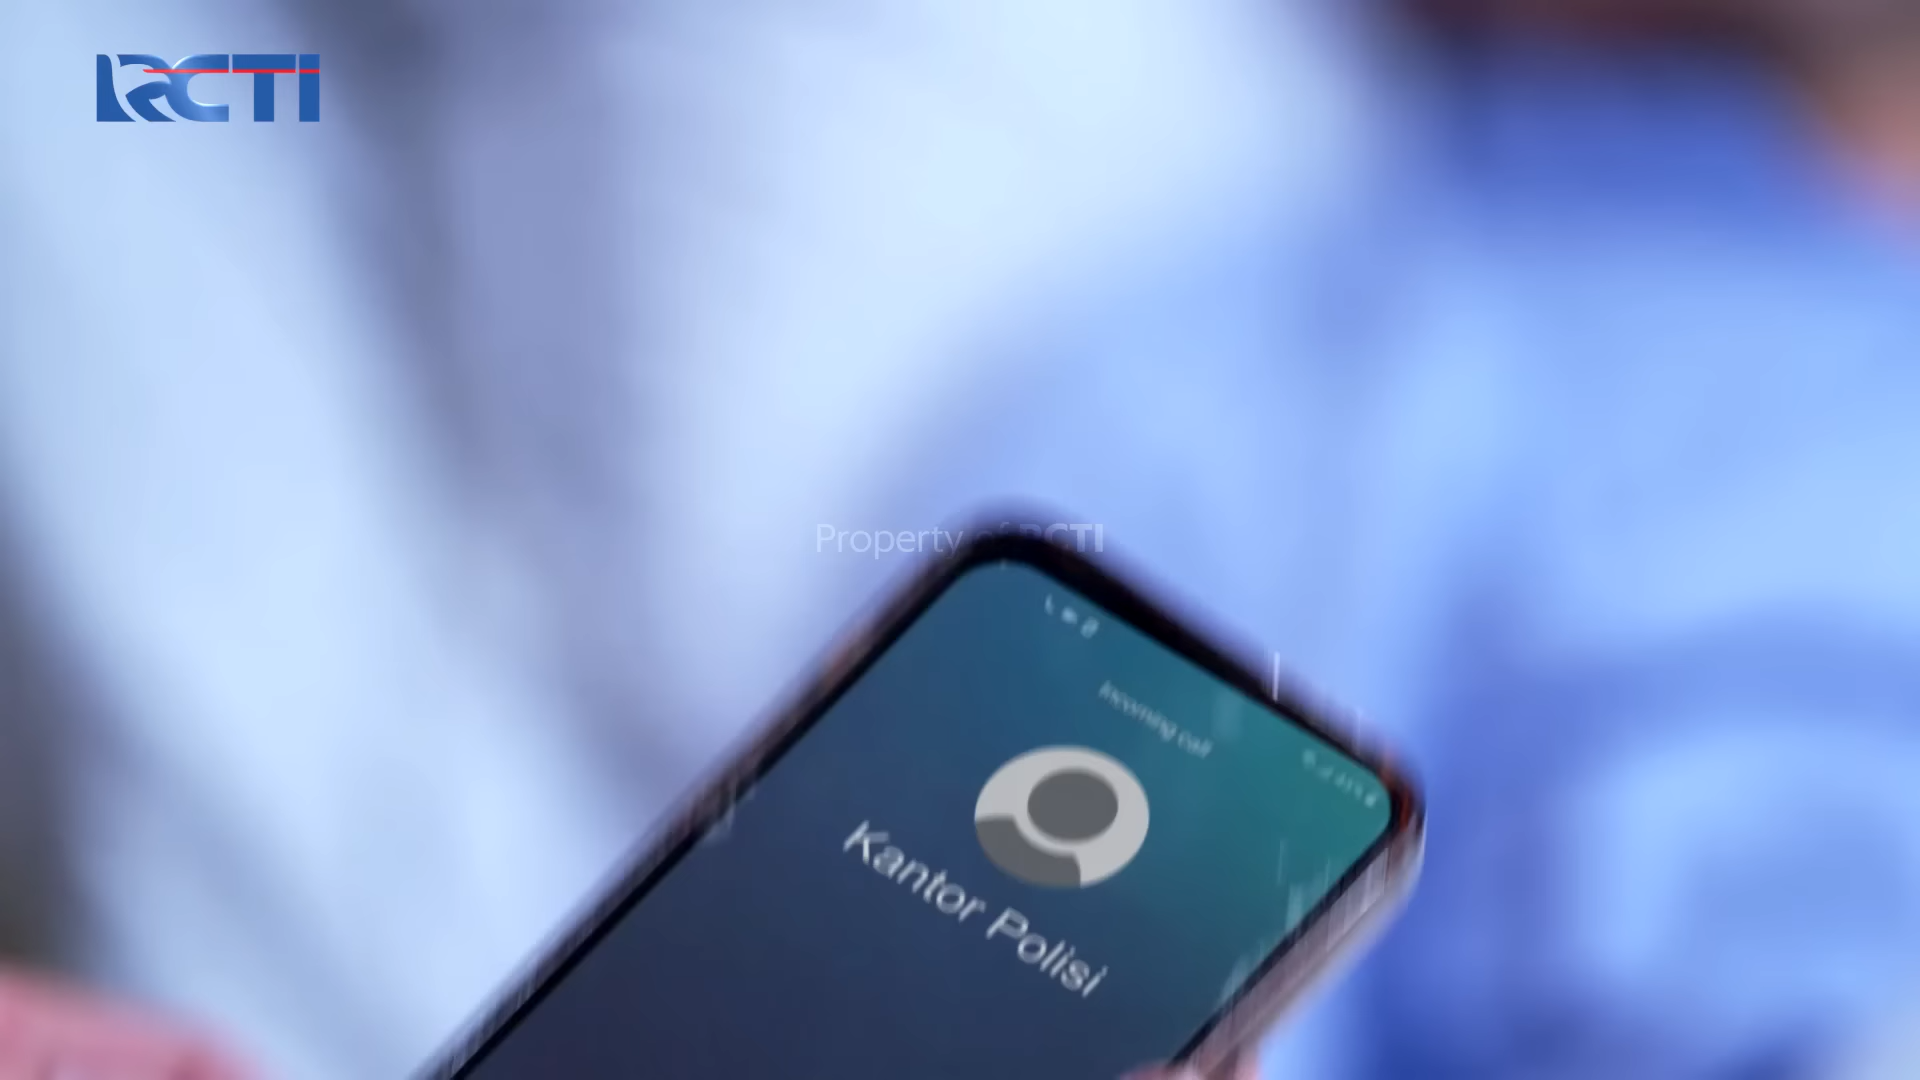 RCTI
Property of RCTI
Incoming call
Kantor Polisi